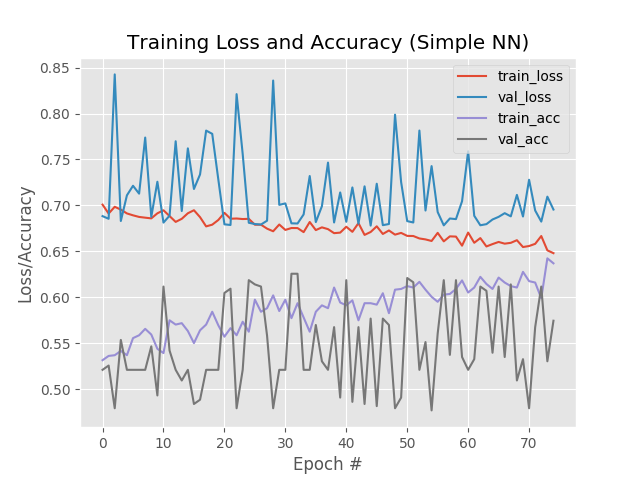 Training Loss and Accuracy (Simple NN)
train_loss
val_loss
train_acc
val_acc
0.85
0.80
0.75
0.70
0.65
0.60
0.55
0.50
Loss/Accuracy
0 10 20 30 40 50 60 70
Epoch #